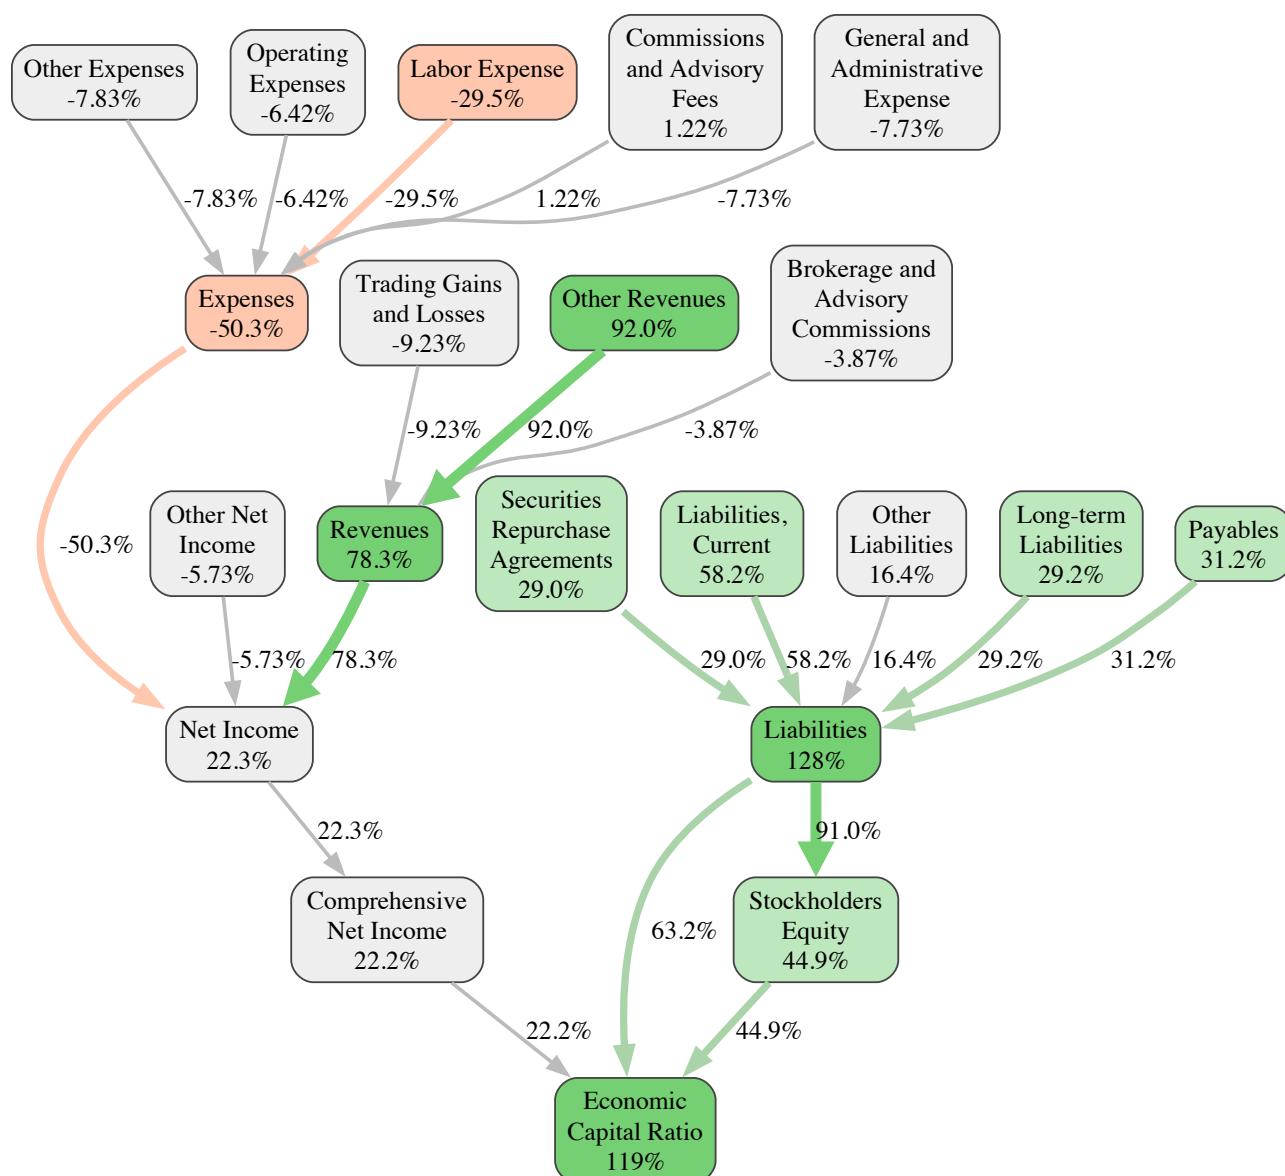 Other Expenses
-7.83%
Operating
Expenses
-6.42%
Labor Expense
-29.5%
Commissions
and Advisory
Fees
1.22%
General and
Administrative
Expense
-7.73%
-7.83%
-6.42%
-29.5%
1.22%
-7.73%
Expenses
-50.3%
Trading Gains
and Losses
-9.23%
Other Revenues
92.0%
Brokerage and
Advisory
Commissions
-3.87%
-9.23%
92.0%
-3.87%
-50.3%
Other Net
Income
-5.73%
Revenues
78.3%
Securities
Repurchase
Agreements
29.0%
Liabilities,
Current
58.2%
Other
Liabilities
16.4%
Long-term
Liabilities
29.2%
Payables
31.2%
-5.73%
78.3%
29.0%
58.2%
16.4%
29.2%
31.2%
Net Income
22.3%
Liabilities
128%
22.3%
91.0%
Comprehensive
Net Income
22.2%
63.2%
Stockholders
Equity
44.9%
22.2%
44.9%
Economic
Capital Ratio
119%